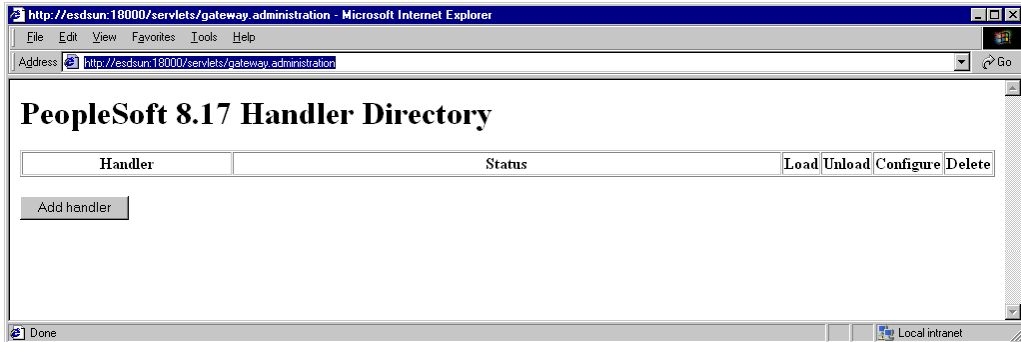 http://esdsun:18000/servlets/gateway.administration - Microsoft Internet Explorer
File Edit View Favorites Tools Help
Address http://esdsun:18000/servlets/gateway.administration Go
PeopleSoft 8.17 Handler Directory
Handler Status Load Unload Configure Delete
Add handler
Done Local intranet